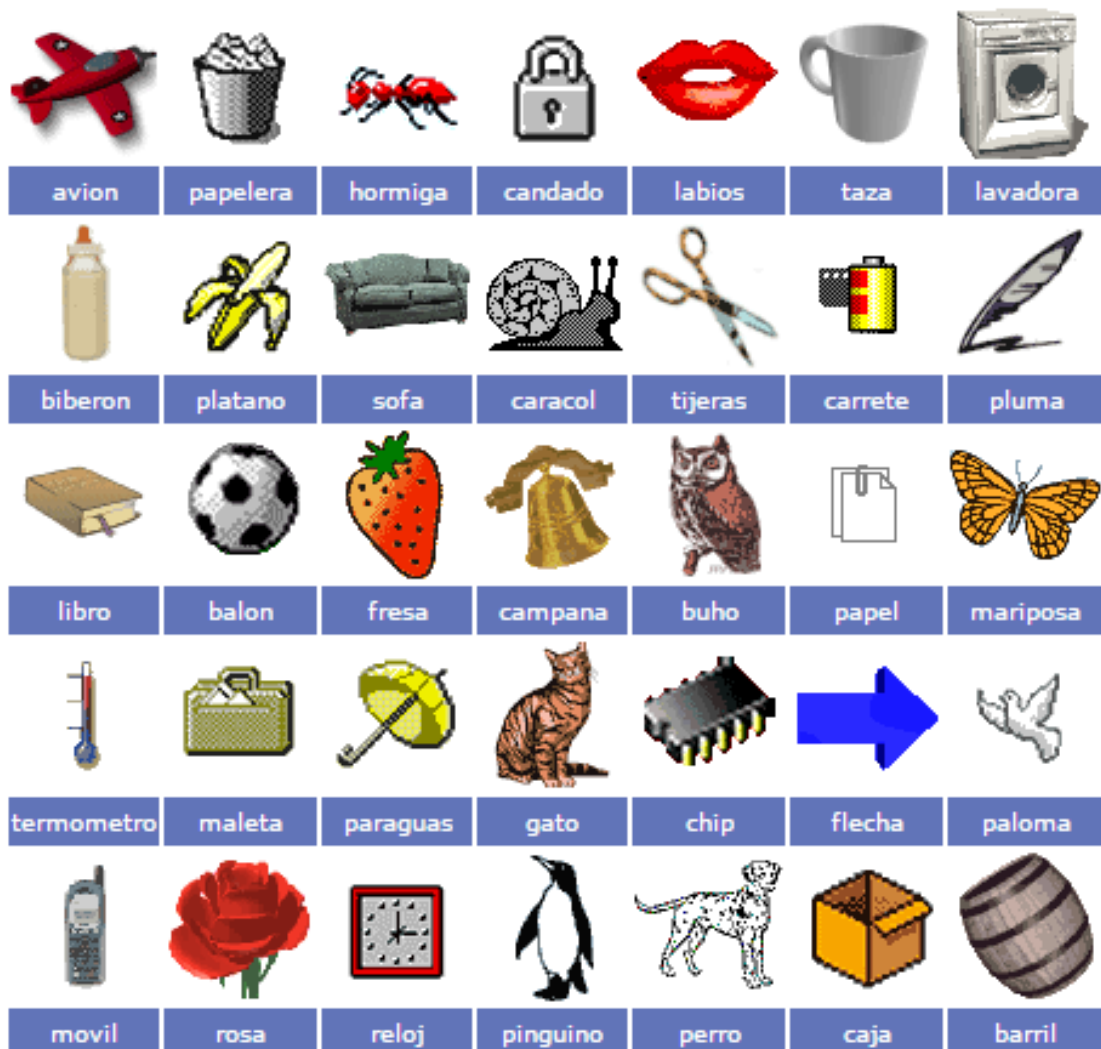 avion papelera hormiga candado labios taza lavadora
biberon platano sofa caracol tijeras carrete pluma
libro balon fresa campana buho papel mariposa
termometro maleta paraguas gato chip flecha paloma
movil rosa reloj pinguino perro caja barril